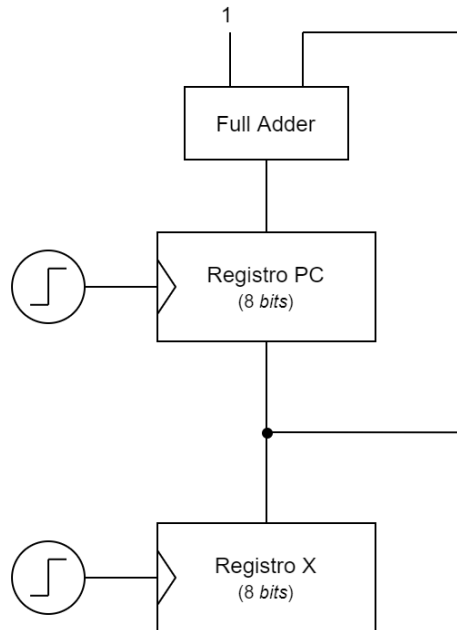 1
Full Adder
Registro PC
(8 bits)
Registro X
(8 bits)